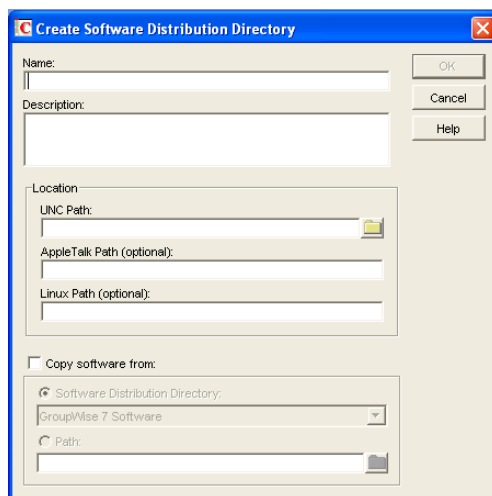 Create Software Distribution Directory
Name:
OK
Cancel
Description:
Help
Location
UNC Path:
AppleTalk Path (optional):
Linux Path (optional):
Copy software from:
Software Distribution Directory:
GroupWise 7 Software
Path: